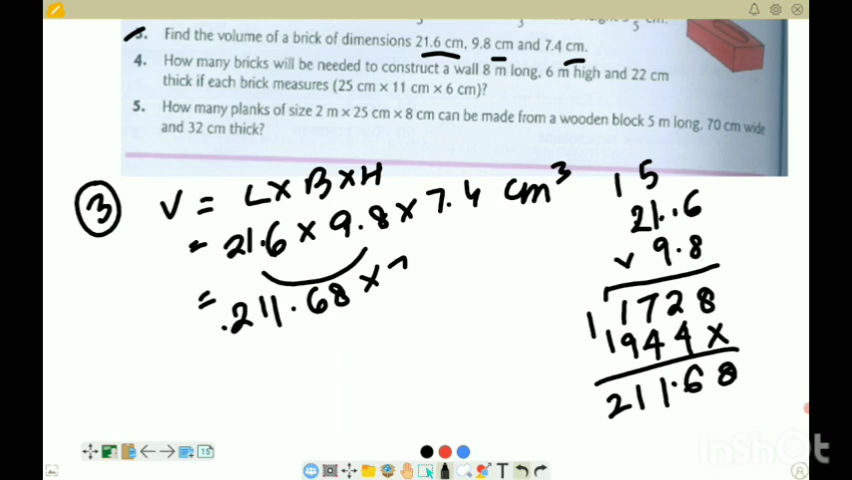 3. Find the volume of a brick of dimensions 21.6 cm, 9.8 cm and 7.4 cm.
4. How many bricks will be needed to construct a wall 8 m long, 6 m high and 22 cm
thick if each brick measures (25 cm × 11 cm × 6 cm)?
5. How many planks of size 2 m × 25 cm × 8 cm can be made from a wooden block 5 m long, 70 cm wide
and 32 cm thick?
3 V = L × B × H
= 21.6 × 9.8 × 7.4 cm³
= .211.68 ×
1 5
21.6
9.8
1728
1
1944×
211.68
InShot
15
T